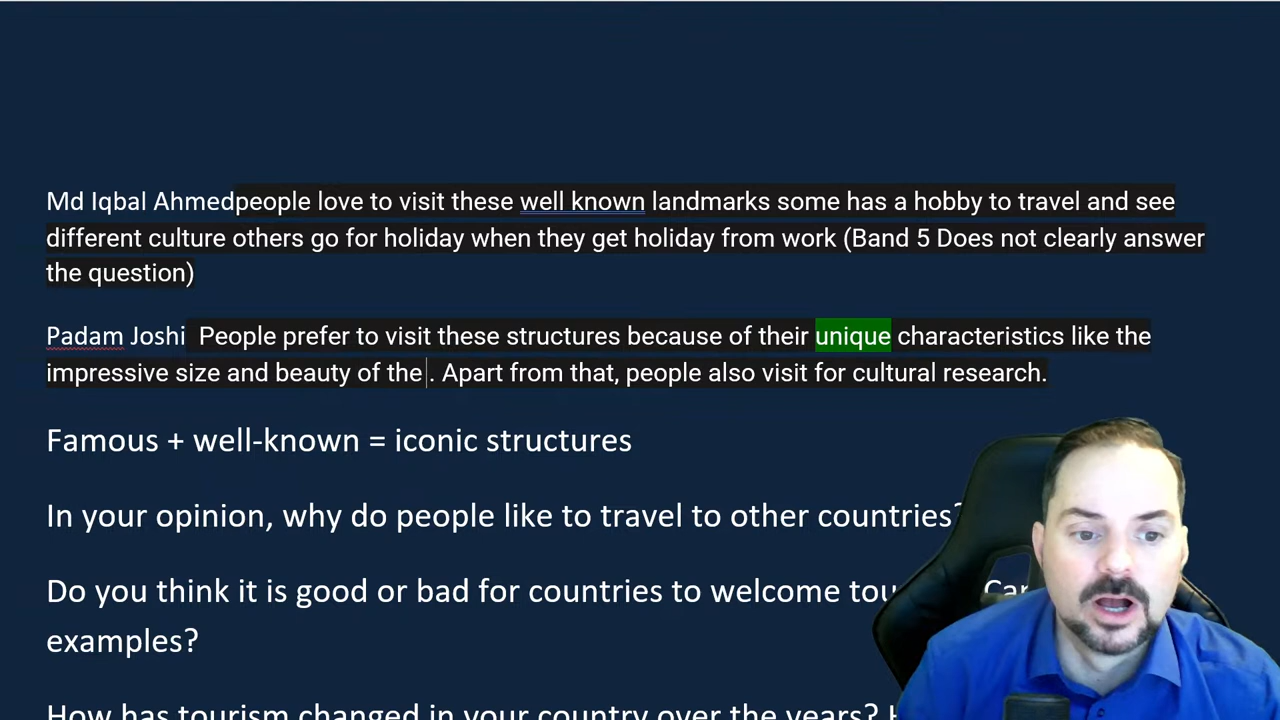 Md Iqbal Ahmedpeople love to visit these well known landmarks some has a hobby to travel and see
different culture others go for holiday when they get holiday from work (Band 5 Does not clearly answer
the question)
Padam Joshi People prefer to visit these structures because of their unique characteristics like the
impressive size and beauty of the . Apart from that, people also visit for cultural research.
Famous + well-known = iconic structures
In your opinion, why do people like to travel to other countries?
Do you think it is good or bad for countries to welcome
examples?
How has tourism changed in your country over the years?